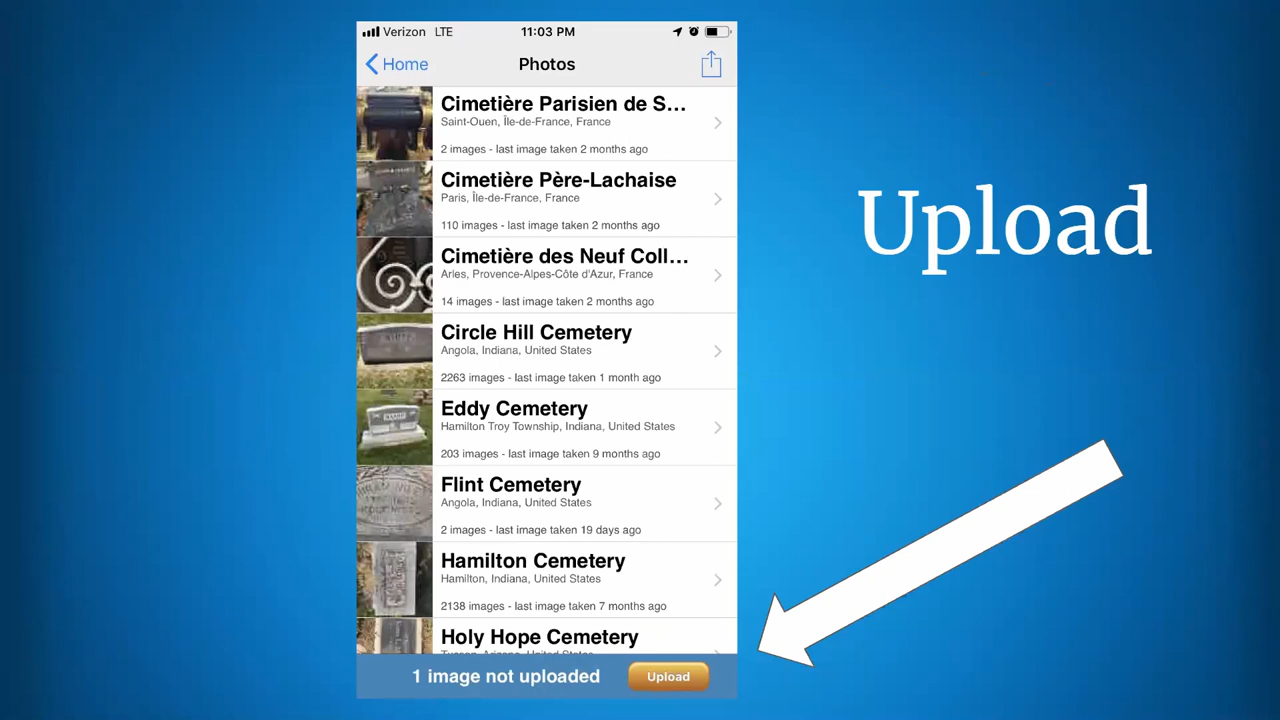 Verizon LTE 11:03 PM
Home Photos
Cimetière Parisien de S...
Saint-Ouen, Île-de-France, France
2 images - last image taken 2 months ago
Cimetière Père-Lachaise
Paris, Île-de-France, France
110 images - last image taken 2 months ago
Cimetière des Neuf Coll...
Arles, Provence-Alpes-Côte d'Azur, France
14 images - last image taken 2 months ago
Circle Hill Cemetery
Angola, Indiana, United States
2263 images - last image taken 1 month ago
Eddy Cemetery
Hamilton Troy Township, Indiana, United States
203 images - last image taken 9 months ago
Flint Cemetery
Angola, Indiana, United States
2 images - last image taken 19 days ago
Hamilton Cemetery
Hamilton, Indiana, United States
2138 images - last image taken 7 months ago
Holy Hope Cemetery
Tucson, Arizona, United States
1 image not uploaded Upload
Upload